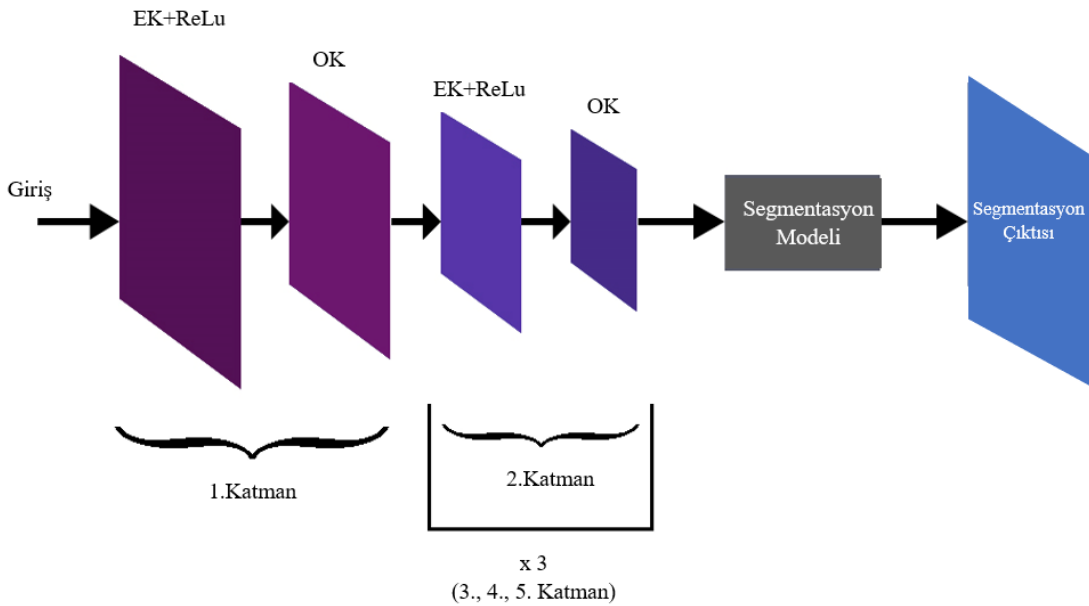 EK+ReLu
OK
EK+ReLu
OK
Giriş
Segmentasyon
Modeli
Segmentasyon
Çıktısı
1.Katman
2.Katman
x 3
(3., 4., 5. Katman)